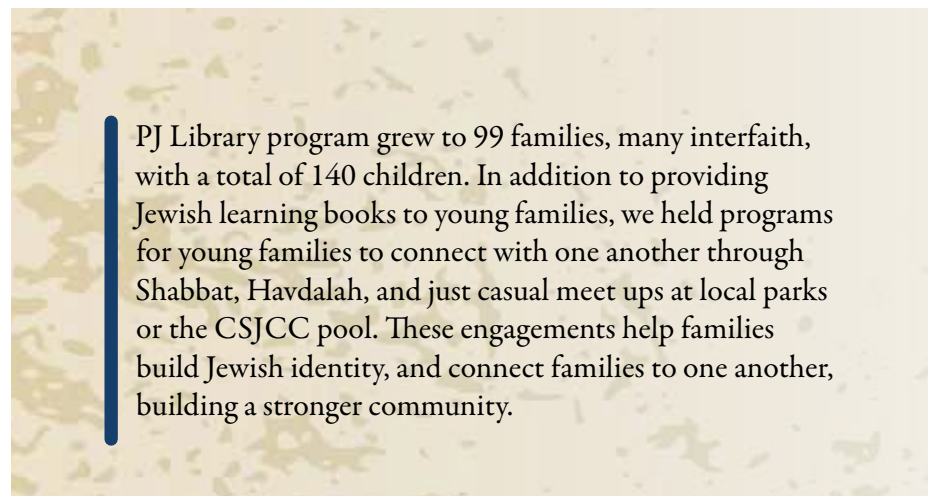 PJ Library program grew to 99 families, many interfaith,
with a total of 140 children. In addition to providing
Jewish learning books to young families, we held programs
for young families to connect with one another through
Shabbat, Havdalah, and just casual meet ups at local parks
or the CSJCC pool. These engagements help families
build Jewish identity, and connect families to one another,
building a stronger community.